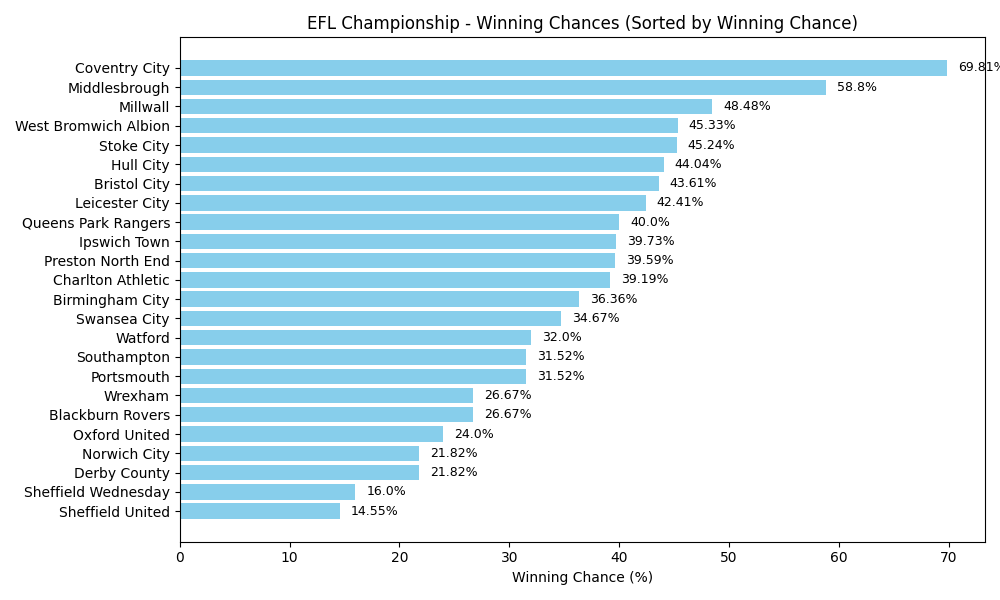 EFL Championship - Winning Chances (Sorted by Winning Chance)
Coventry City 69.81%
Middlesbrough 58.8%
Millwall 48.48%
West Bromwich Albion 45.33%
Stoke City 45.24%
Hull City 44.04%
Bristol City 43.61%
Leicester City 42.41%
Queens Park Rangers 40.0%
Ipswich Town 39.73%
Preston North End 39.59%
Charlton Athletic 39.19%
Birmingham City 36.36%
Swansea City 34.67%
Watford 32.0%
Southampton 31.52%
Portsmouth 31.52%
Wrexham 26.67%
Blackburn Rovers 26.67%
Oxford United 24.0%
Norwich City 21.82%
Derby County 21.82%
Sheffield Wednesday 16.0%
Sheffield United 14.55%
0 10 20 30 40 50 60 70
Winning Chance (%)